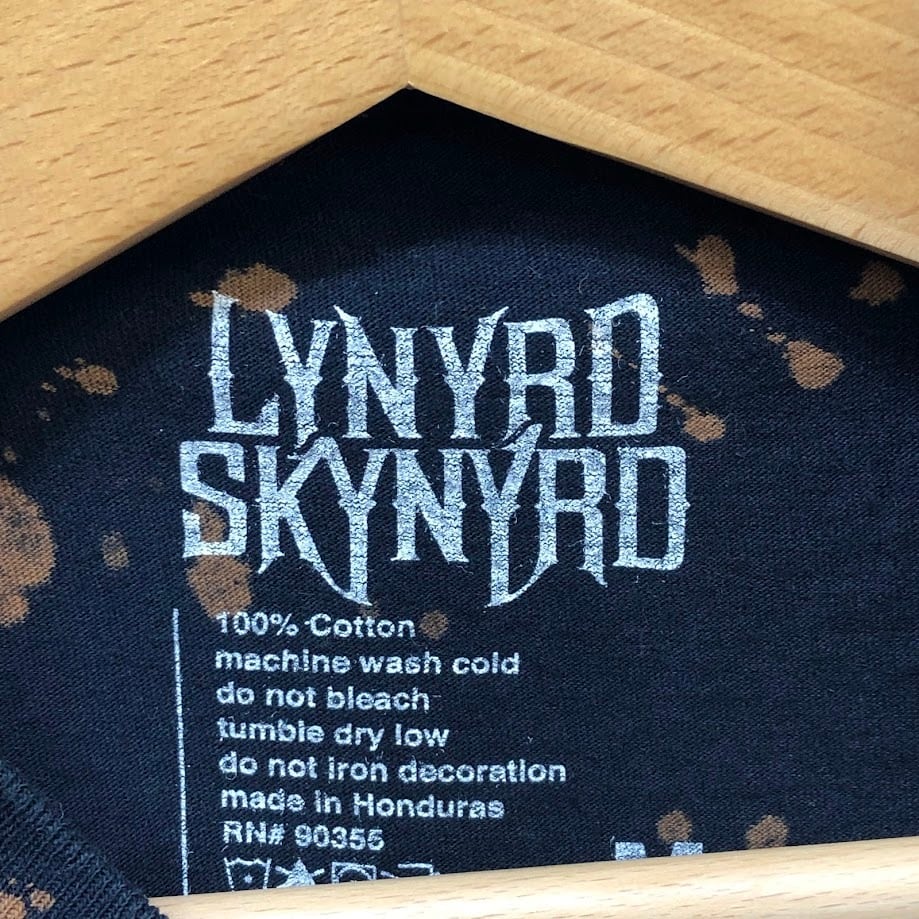 LYNYRD
SKYNYRD
100% Cotton
machine wash cold
do not bleach
tumble dry low
do not iron decoration
made in Honduras
RN# 90355